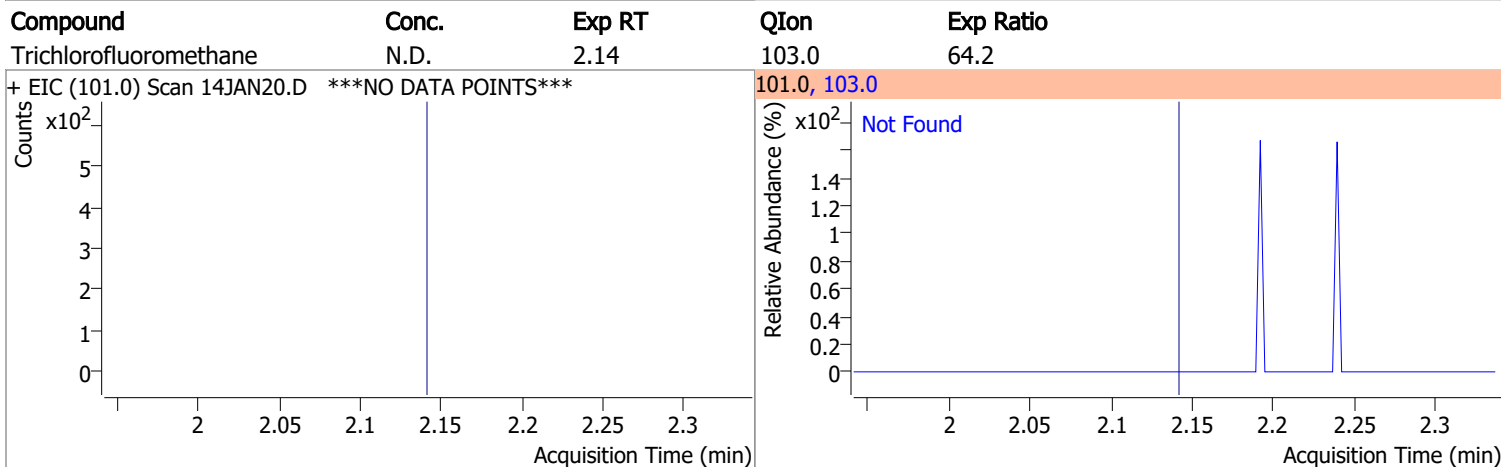 Compound Conc. Exp RT QIon Exp Ratio
Trichlorofluoromethane N.D. 2.14 103.0 64.2
+ EIC (101.0) Scan 14JAN20.D ***NO DATA POINTS***
Counts
x10²
5
4
3
2
1
0
2 2.05 2.1 2.15 2.2 2.25 2.3
Acquisition Time (min)
101.0, 103.0
Relative Abundance (%)
x10²
Not Found
1.4
1.2
1
0.8
0.6
0.4
0.2
0
2 2.05 2.1 2.15 2.2 2.25 2.3
Acquisition Time (min)